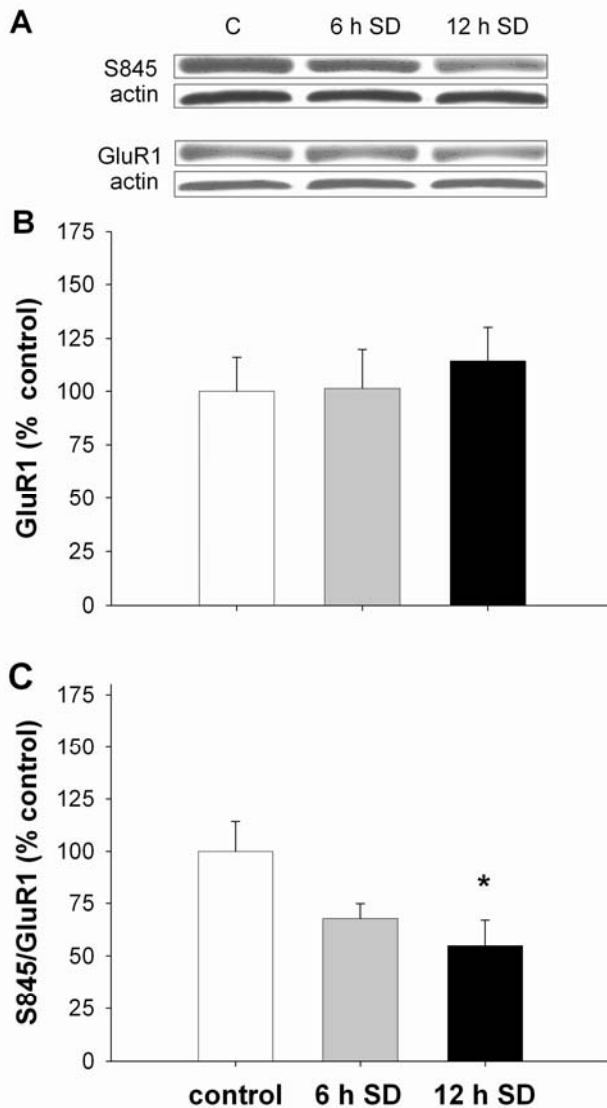 A
C 6 h SD 12 h SD
S845
actin
GluR1
actin
B
GluR1 (% control)
175
150
125
100
75
50
25
0
C
S845/GluR1 (% control)
175
150
125
100
75
50
25
0
*
control 6 h SD 12 h SD